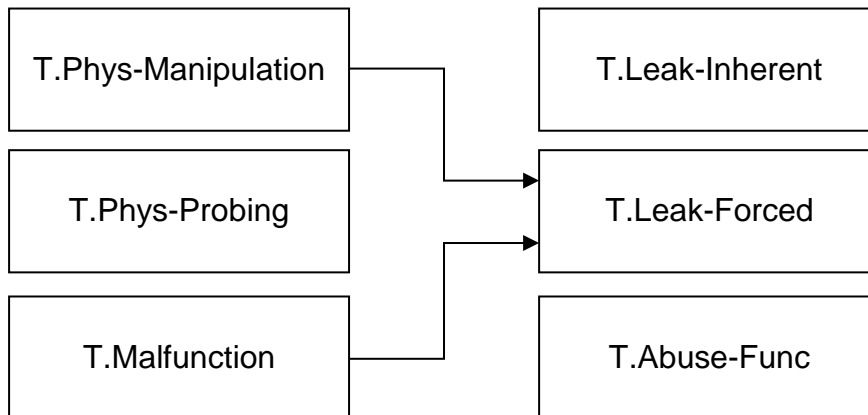 T.Phys-Manipulation
T.Leak-Inherent
T.Phys-Probing
T.Leak-Forced
T.Malfunction
T.Abuse-Func